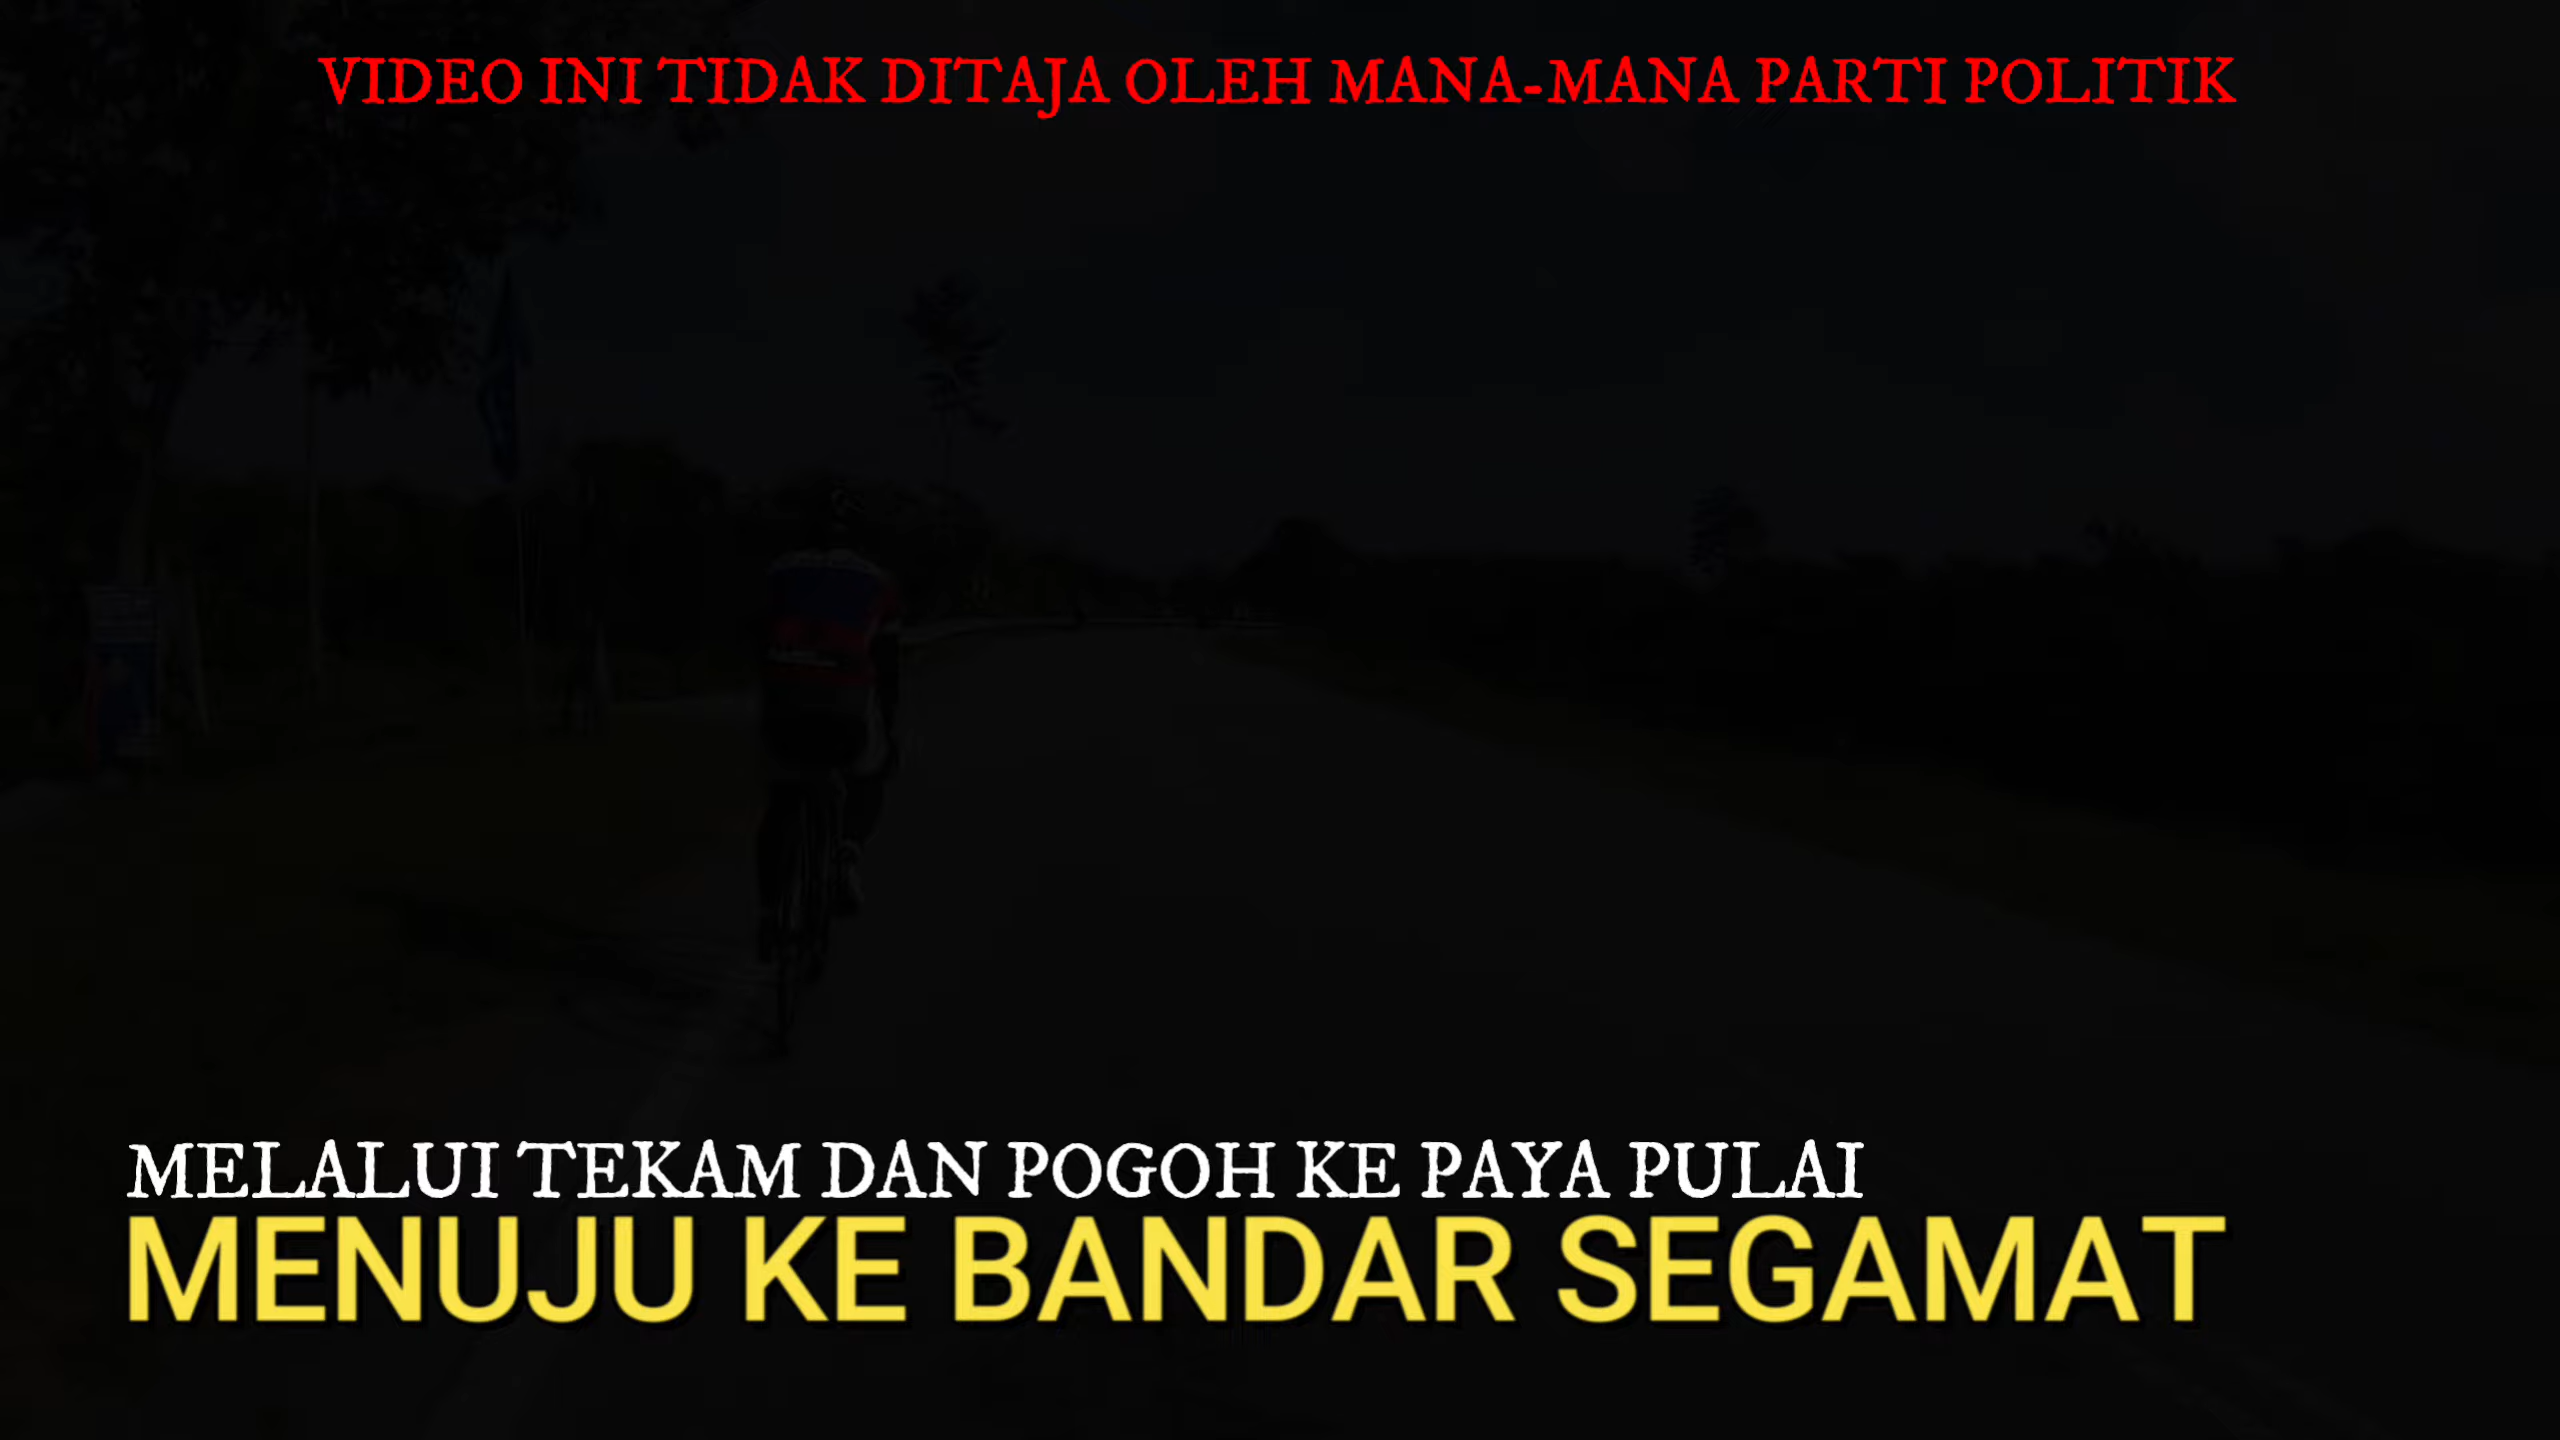 VIDEO INI TIDAK DITAJA OLEH MANA-MANA PARTI POLITIK
MELALUI TEKAM DAN POGOH KE PAYA PULAI
MENUJU KE BANDAR SEGAMAT